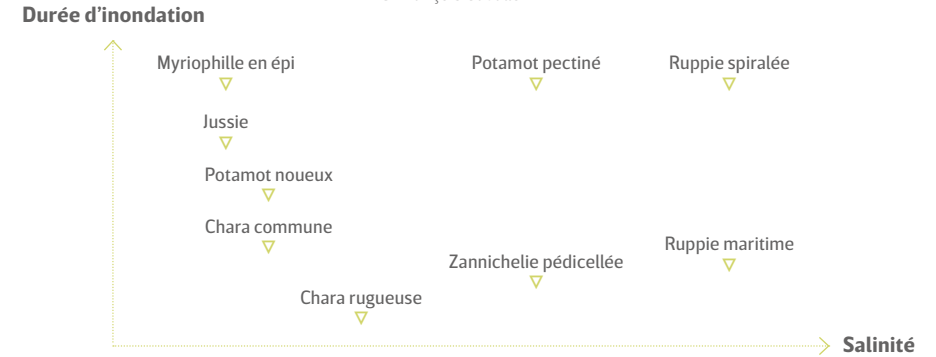 Durée d’inondation
Myriophille en épi
Potamot pectiné
Ruppie spiralée
Jussie
Potamot noueux
Chara commune
Ruppie maritime
Zannichelie pédicellée
Chara rugueuse
Salinité